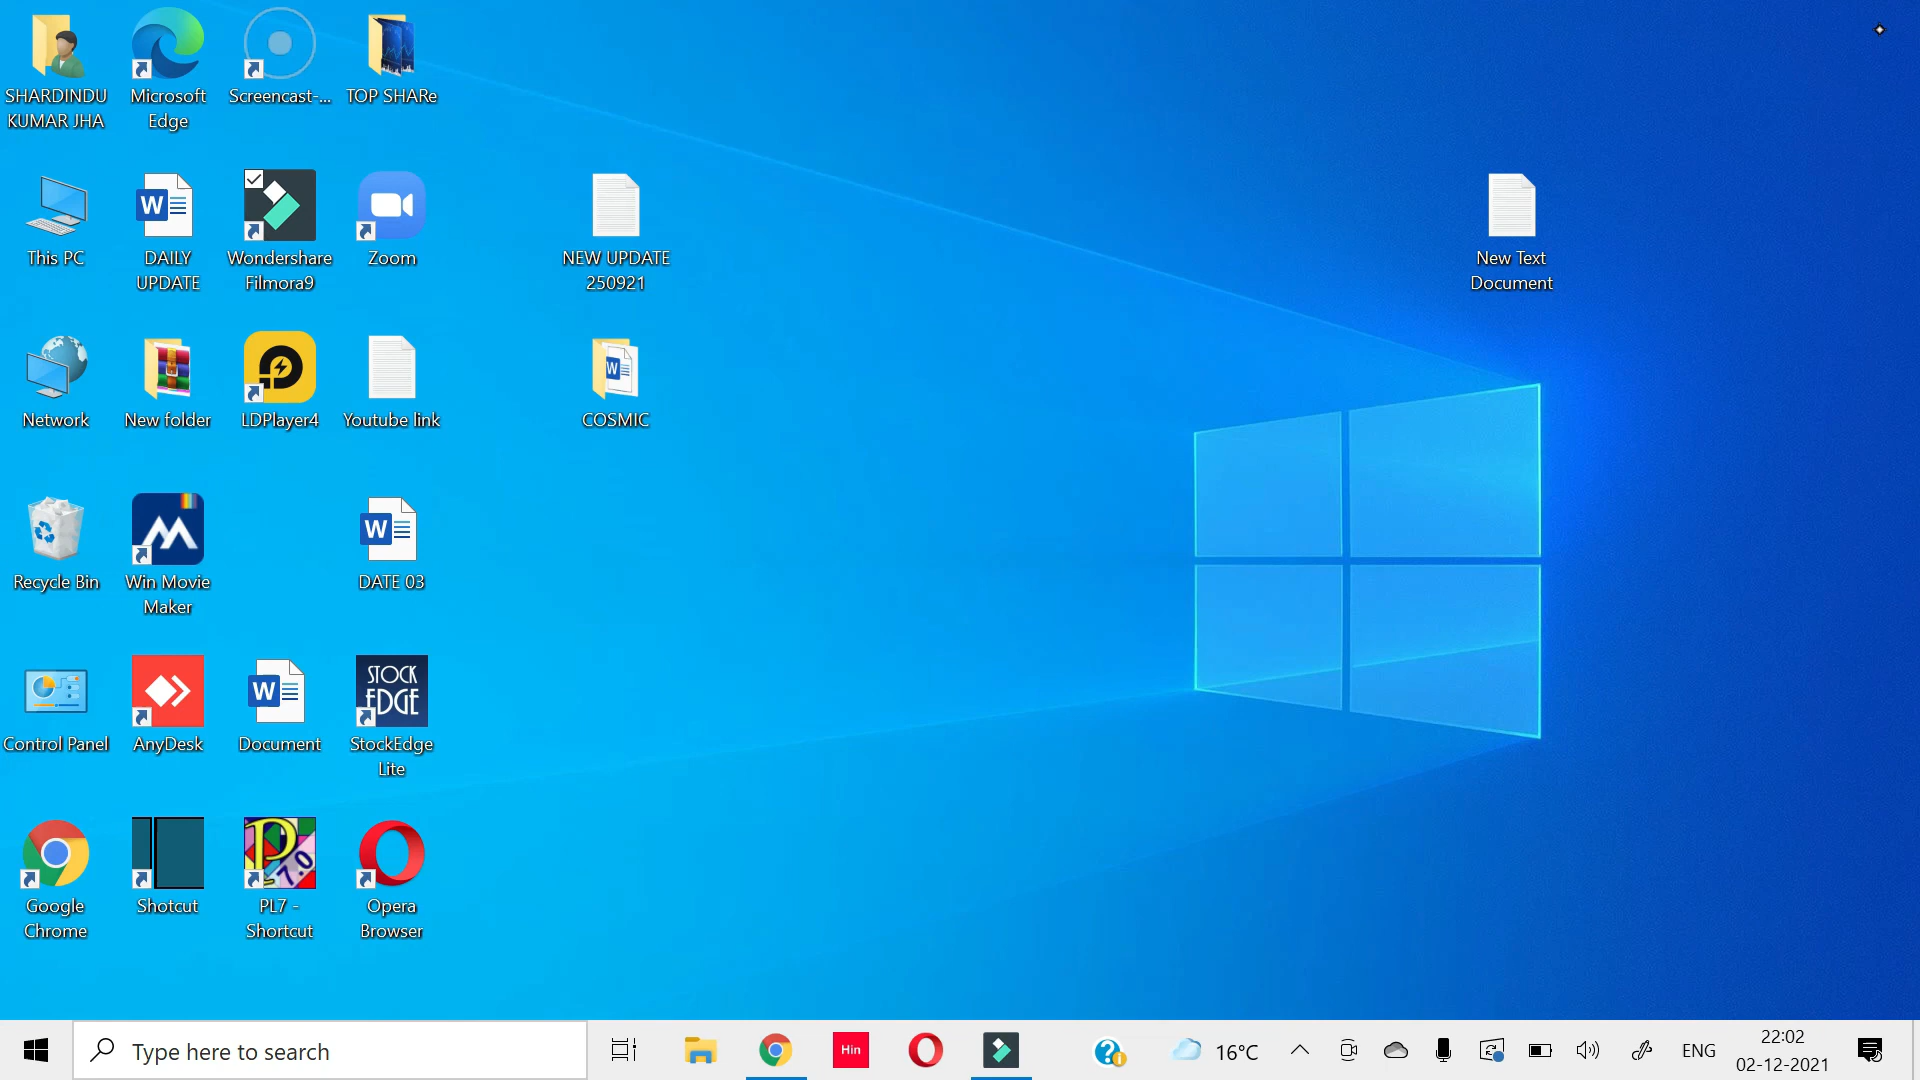 SHARDINDU
KUMAR JHA
Microsoft
Edge
Screencast-...
TOP SHARe
This PC
DAILY
UPDATE
Wondershare
Filmora9
Zoom
NEW UPDATE
250921
New Text
Document
Network
New folder
LDPlayer4
Youtube link
COSMIC
Recycle Bin
Win Movie
Maker
DATE 03
STOCK
EDGE
Control Panel
AnyDesk
Document
StockEdge
Lite
P
7.0
Google
Chrome
Shotcut
PL7 -
Shortcut
Opera
Browser
Type here to search
Hin
16°C
ENG
22:02
02-12-2021